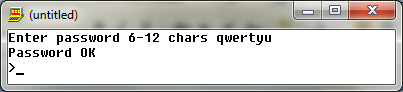 (untitled)
Enter password 6-12 chars qwertyu
Password OK
>_